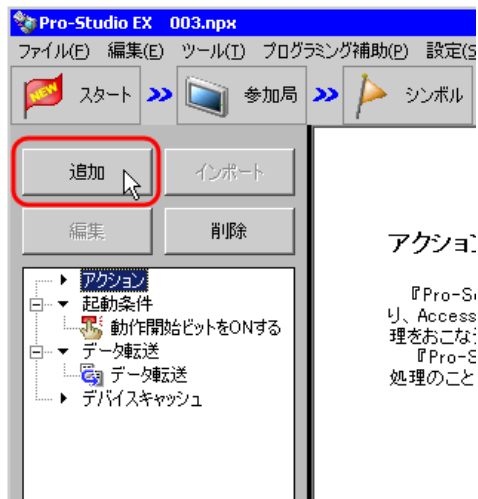 Pro-Studio EX 003.npx
ファイル(F) 編集(E) ツール(T) プログラミング補助(P) 設定(S
NEW スタート 参加局 シンボル
追加 インポート
編集 削除
アクション
起動条件
動作開始ビットをONする
データ転送
データ転送
デバイスキャッシュ
アクション
『Pro-S
り、Access
理をおこな
『Pro-S
処理のこと